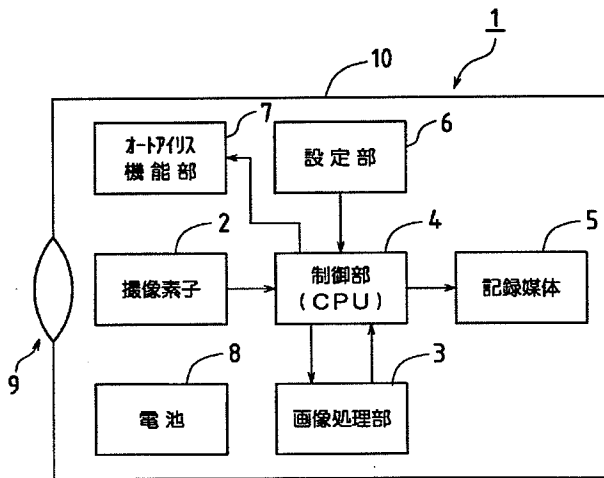 1
10
7
オートアイリス
機能部
6
設定部
2
撮像素子
4
制御部
(CPU)
5
記録媒体
9
8
電池
3
画像処理部